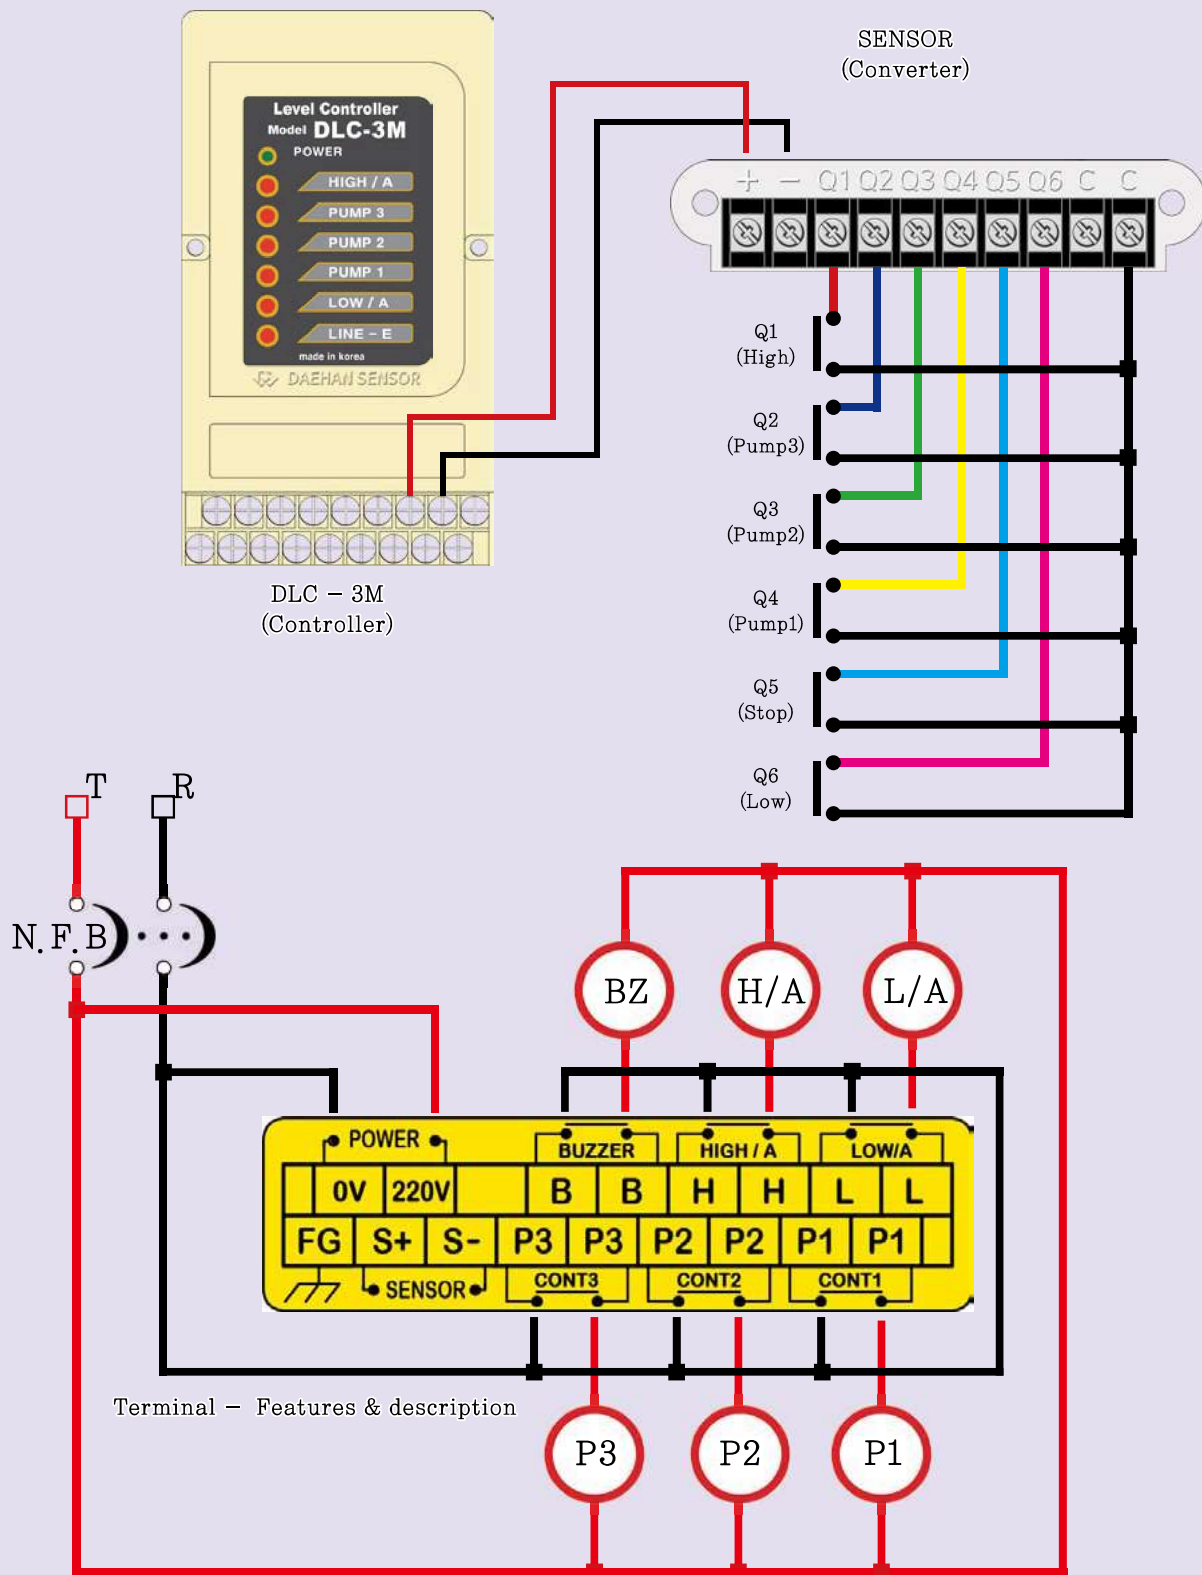 SENSOR
(Converter)
Level Controller
Model DLC-3M
POWER
HIGH / A
PUMP 3
PUMP 2
PUMP 1
LOW / A
LINE - E
made in korea
DAEHAN SENSOR
+ - Q1 Q2 Q3 Q4 Q5 Q6 C C
Q1
(High)
Q2
(Pump3)
Q3
(Pump2)
Q4
(Pump1)
Q5
(Stop)
Q6
(Low)
DLC - 3M
(Controller)
T R
N.F.B
BZ H/A L/A
POWER BUZZER HIGH / A LOW/A
0V 220V B B H H L L
FG S+ S- P3 P3 P2 P2 P1 P1
SENSOR CONT3 CONT2 CONT1
Terminal - Features & description
P3 P2 P1